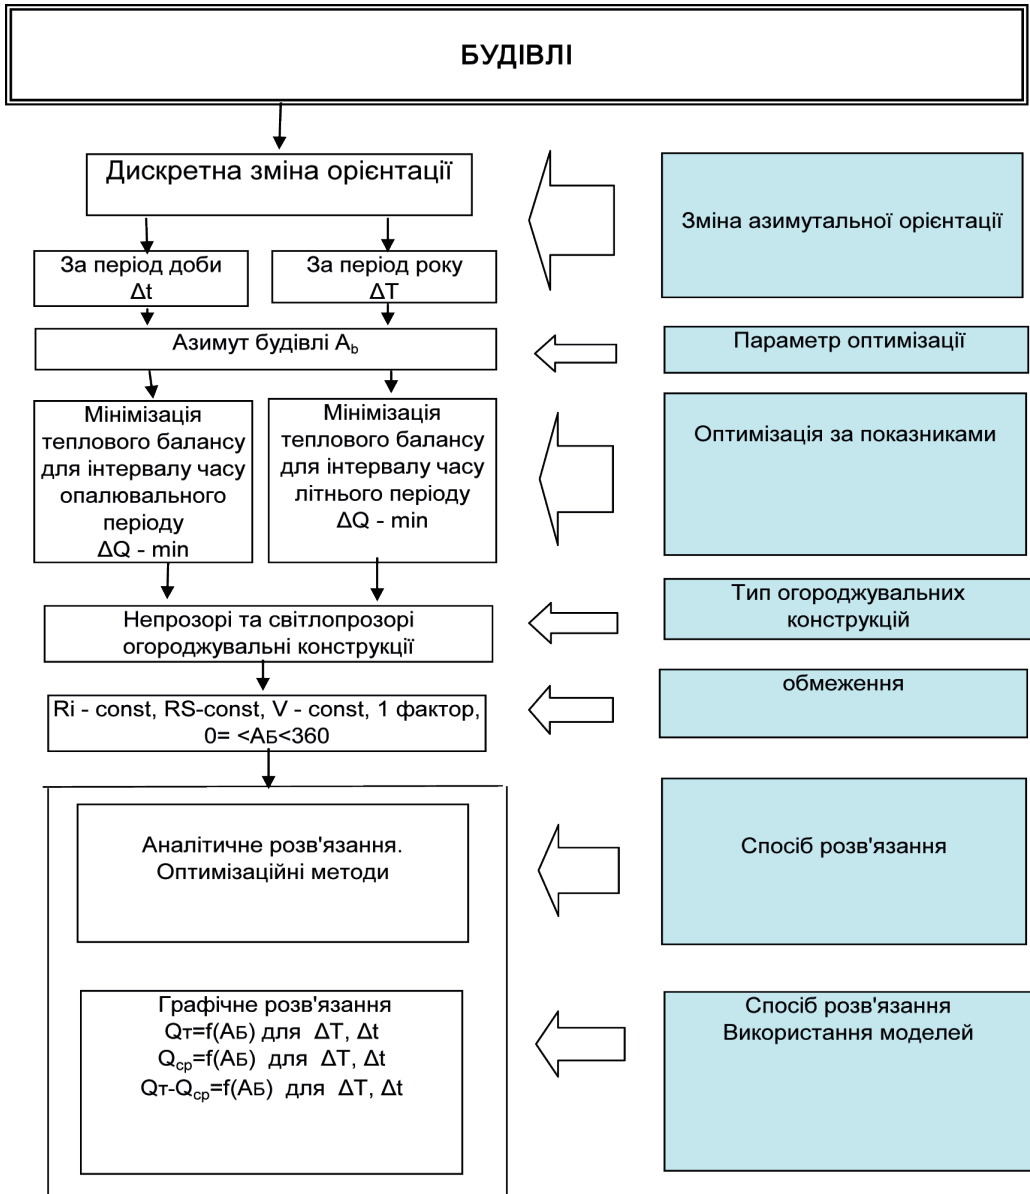 БУДІВЛІ
Дискретна зміна орієнтації
Зміна азимутальної орієнтації
За період доби
Δt
За період року
ΔT
Азимут будівлі Ab
Параметр оптимізації
Мінімізація
теплового балансу
для інтервалу часу
опалювального
періоду
ΔQ - min
Мінімізація
теплового балансу
для інтервалу часу
літнього періоду
ΔQ - min
Оптимізація за показниками
Непрозорі та світлопрозорі
огороджувальні конструкції
Тип огороджувальних
конструкцій
Ri - const, RS-const, V - const, 1 фактор,
0= <АБ<360
обмеження
Аналітичне розв'язання.
Оптимізаційні методи
Спосіб розв'язання
Графічне розв'язання
Qт=f(АБ) для ΔT, Δt
Qср=f(АБ) для ΔT, Δt
Qт-Qср=f(АБ) для ΔT, Δt
Спосіб розв'язання
Використання моделей